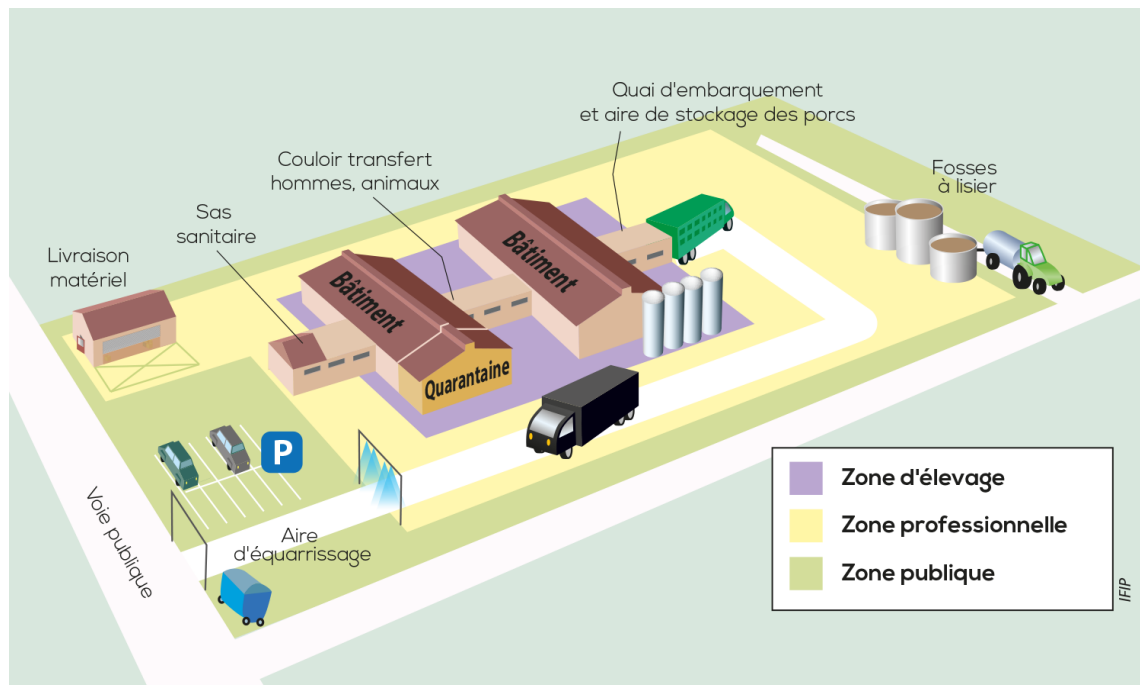 Quai d'embarquement
et aire de stockage des porcs
Couloir transfert
hommes, animaux
Fosses
à lisier
Sas
sanitaire
Livraison
matériel
Bâtiment
Bâtiment
Quarantaine
P
Voie publique
Aire
d'équarrissage
Zone d'élevage
Zone professionnelle
Zone publique
IFIP